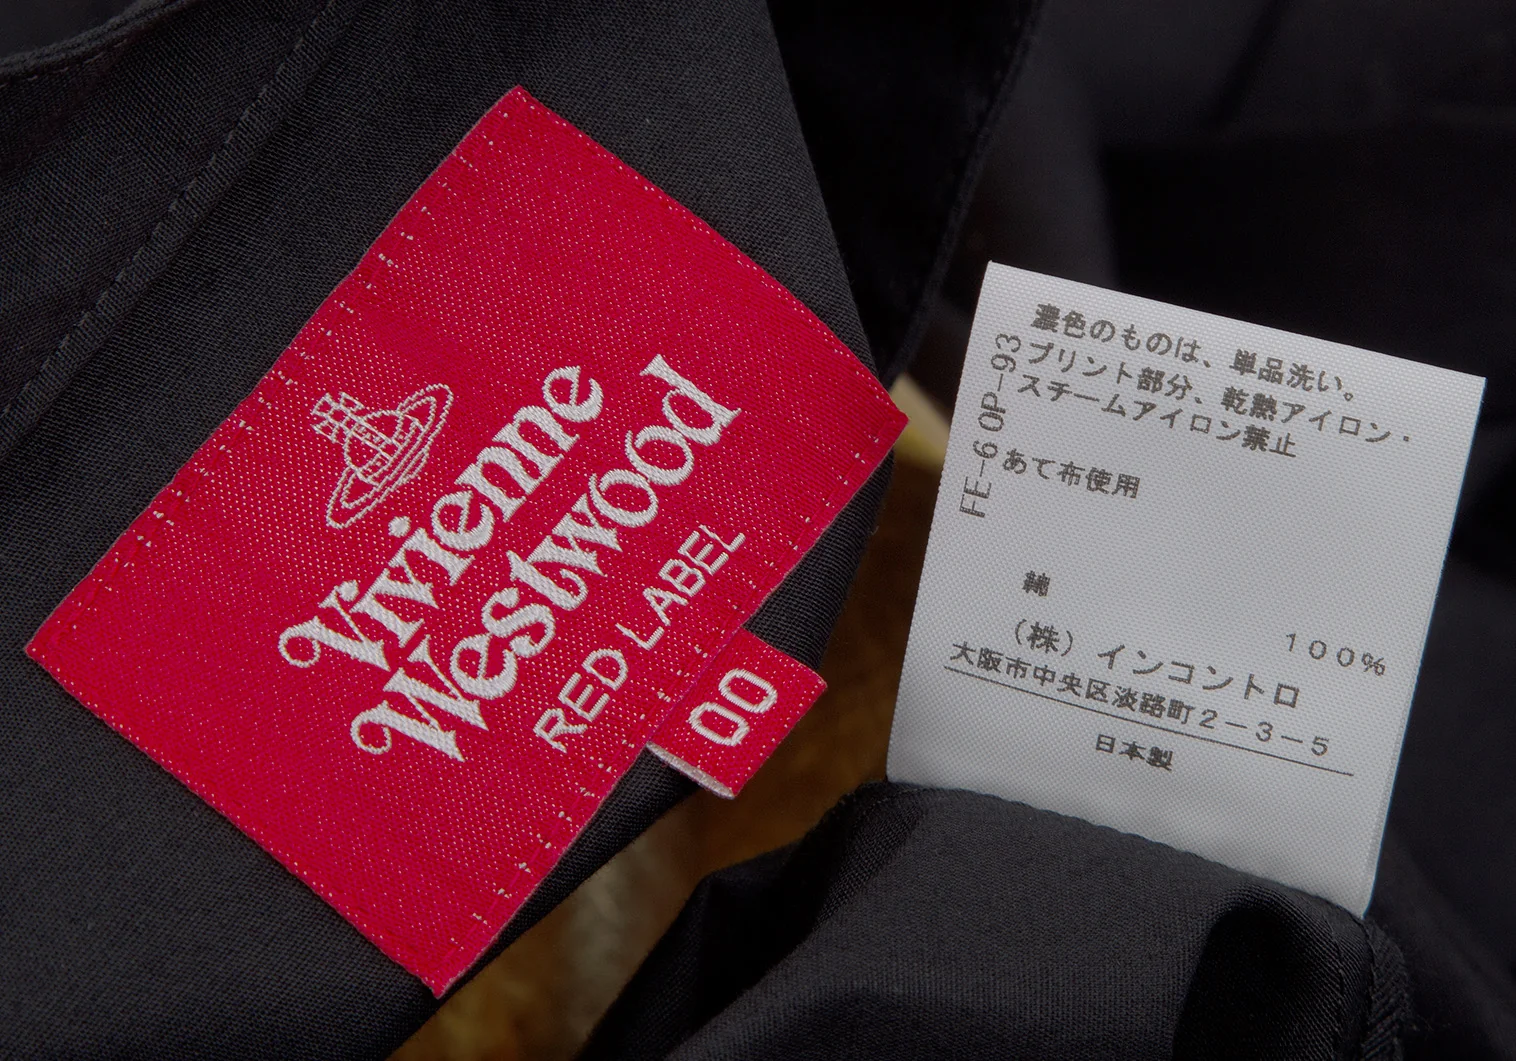 Vivienne
Westwood
RED LABEL
00
濃色のものは、単品洗い。
プリント部分、乾熱アイロン・
スチームアイロン禁止
あて布使用
FE-60P-93
綿
100%
（株）インコントロ
大阪市中央区淡路町2-3-5
日本製